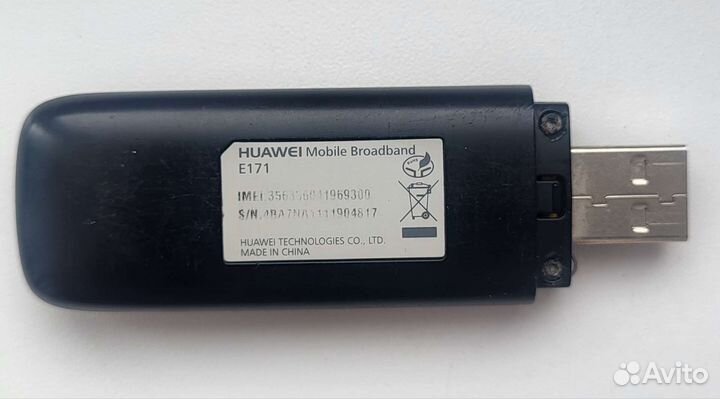 HUAWEI Mobile Broadband
E171
IMEI:
S/N:
HUAWEI TECHNOLOGIES CO., LTD.
MADE IN CHINA
Avito